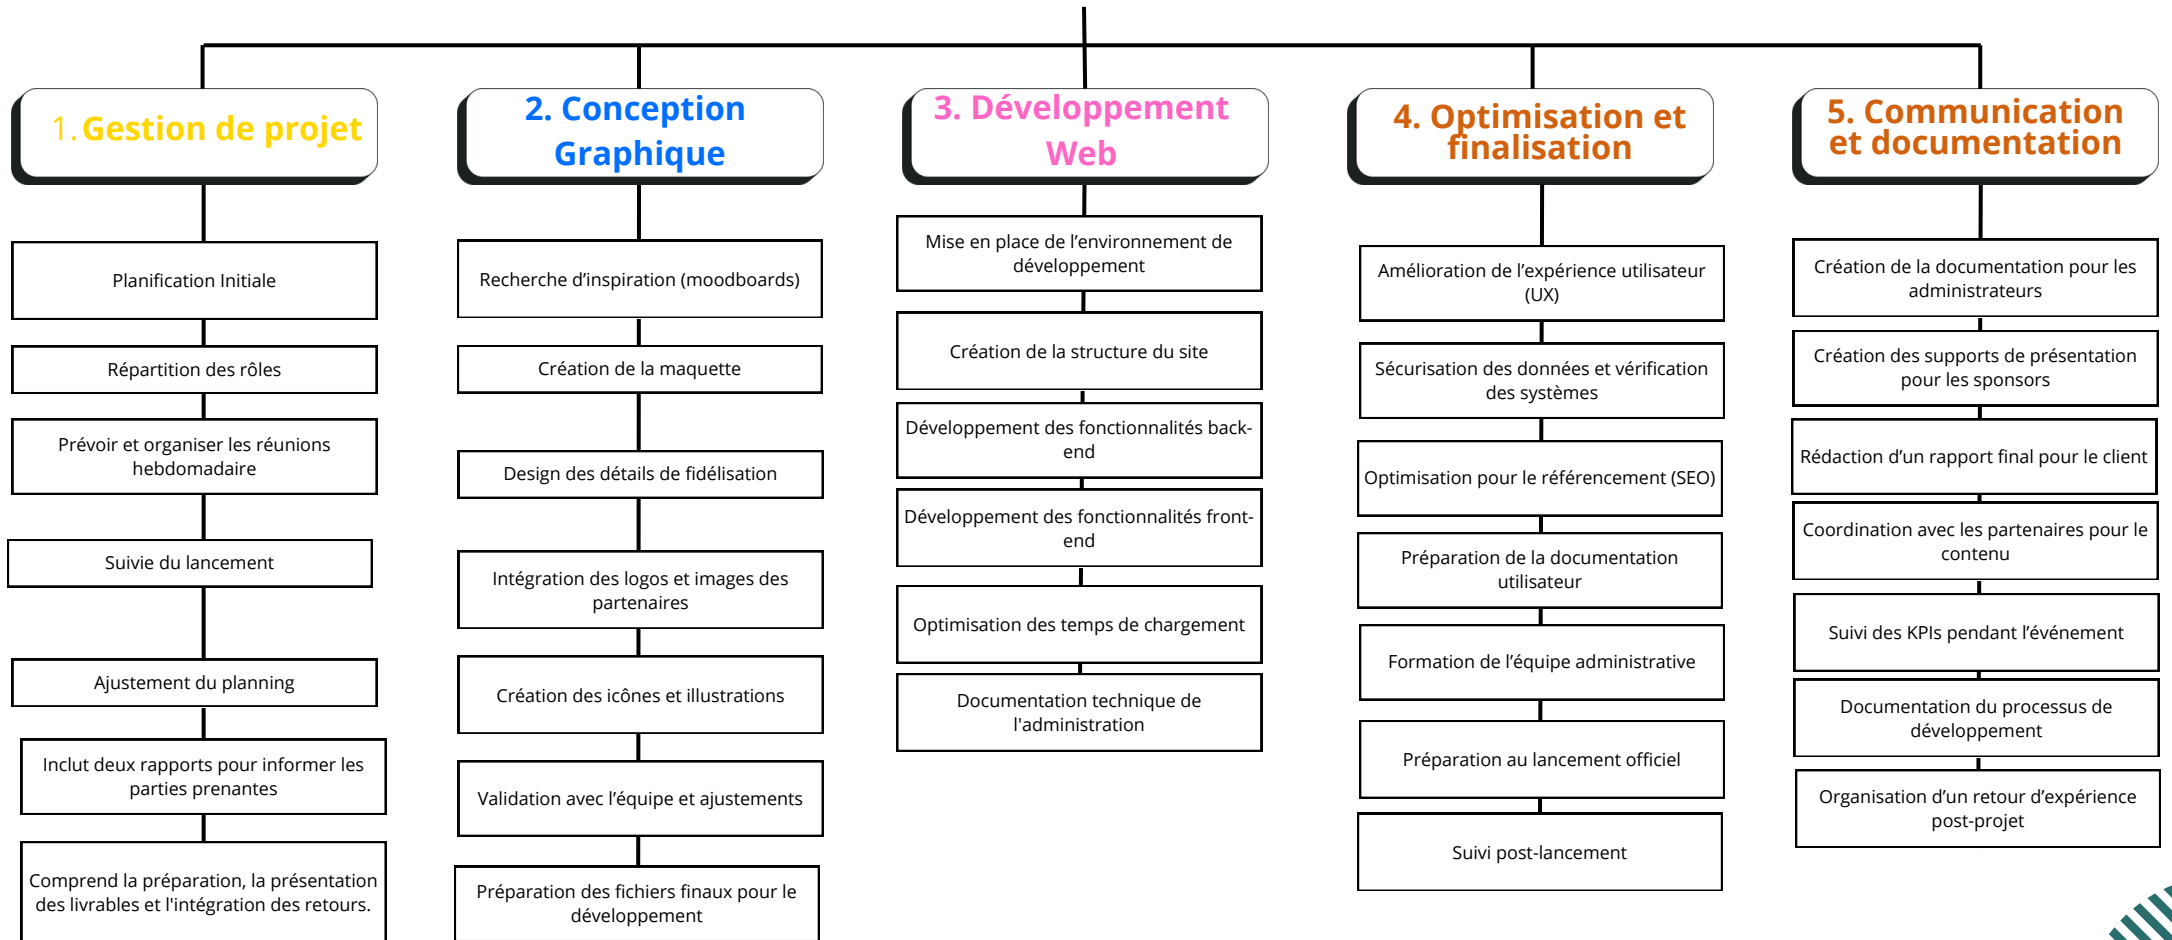 1. Gestion de projet
Planification Initiale
Répartition des rôles
Prévoir et organiser les réunions
hebdomadaire
Suivie du lancement
Ajustement du planning
Inclut deux rapports pour informer les
parties prenantes
Comprend la préparation, la présentation
des livrables et l'intégration des retours.
2. Conception
Graphique
Recherche d’inspiration (moodboards)
Création de la maquette
Design des détails de fidélisation
Intégration des logos et images des
partenaires
Création des icônes et illustrations
Validation avec l’équipe et ajustements
Préparation des fichiers finaux pour le
développement
3. Développement
Web
Mise en place de l’environnement de
développement
Création de la structure du site
Développement des fonctionnalités back-
end
Développement des fonctionnalités front-
end
Optimisation des temps de chargement
Documentation technique de
l'administration
4. Optimisation et
finalisation
Amélioration de l’expérience utilisateur
(UX)
Sécurisation des données et vérification
des systèmes
Optimisation pour le référencement (SEO)
Préparation de la documentation
utilisateur
Formation de l’équipe administrative
Préparation au lancement officiel
Suivi post-lancement
5. Communication
et documentation
Création de la documentation pour les
administrateurs
Création des supports de présentation
pour les sponsors
Rédaction d’un rapport final pour le client
Coordination avec les partenaires pour le
contenu
Suivi des KPIs pendant l’événement
Documentation du processus de
développement
Organisation d’un retour d’expérience
post-projet